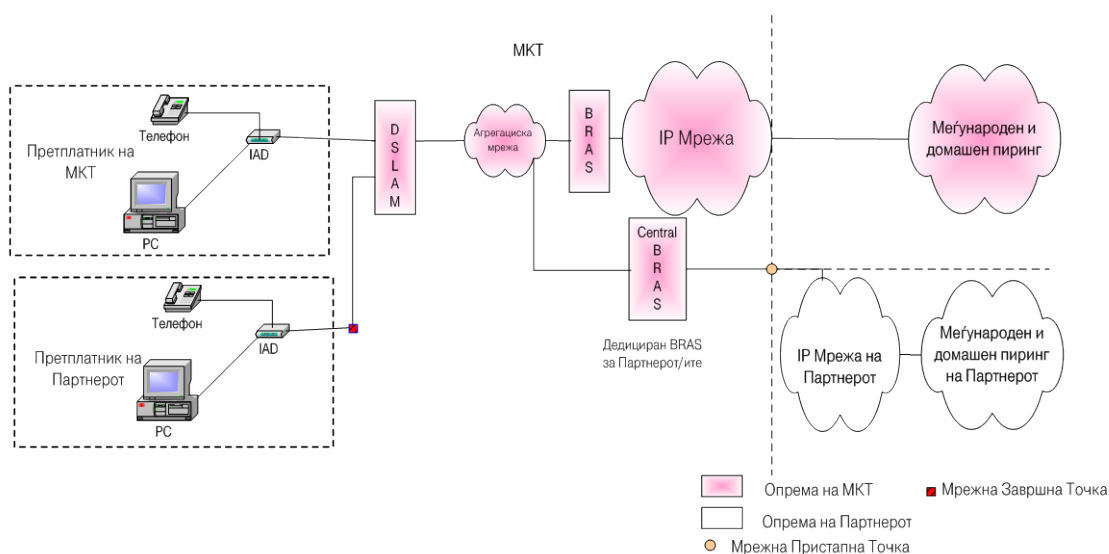 МКТ
Претплатник на
МКТ
Телефон
IAD
PC
D
S
L
A
M
Агрегациска
мрежа
B
R
A
S
IP Мрежа
Меѓународен и
домашен пиринг
Претплатник на
Партнерот
Телефон
IAD
PC
Central
B
R
A
S
Дедициран BRAS
за Партнерот/ите
IP Мрежа на
Партнерот
Меѓународен и
домашен пиринг
на Партнерот
Опрема на МКТ
Мрежна Завршна Точка
Опрема на Партнерот
Мрежна Пристапна Точка